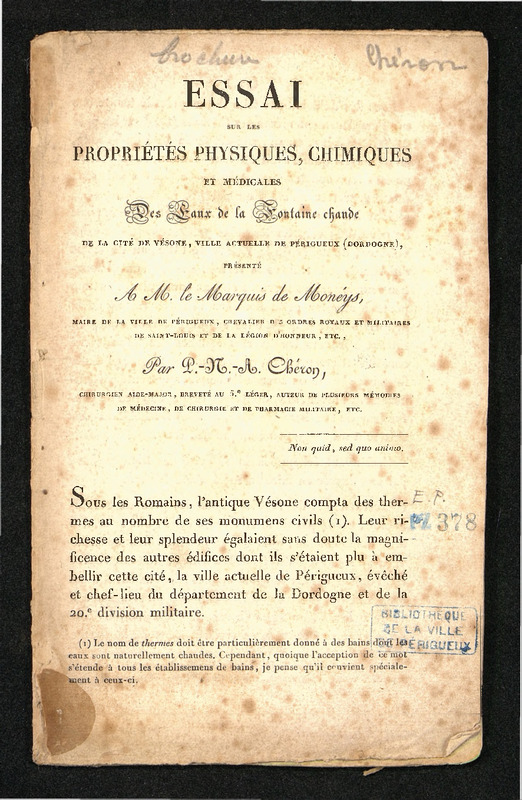 brochure Chéron
ESSAI
SUR LES
PROPRIÉTÉS PHYSIQUES, CHIMIQUES
ET MÉDICALES
Des Eaux de la Fontaine chaude
DE LA CITÉ DE VÉSONE, VILLE ACTUELLE DE PÉRIGUEUX (DORDOGNE),
PRÉSENTÉ
A M. le Marquis de Monéys,
MAIRE DE LA VILLE DE PÉRIGUEUX, CHEVALIER DES ORDRES ROYAUX ET MILITAIRES
DE SAINT-LOUIS ET DE LA LÉGION D'HONNEUR, ETC.,
Par P.-N.-A. Chéron,
CHIRURGIEN AIDE-MAJOR, BREVETÉ AU 5.e LÉGER, AUTEUR DE PLUSIEURS MÉMOIRES
DE MÉDECINE, DE CHIRURGIE ET DE PHARMACIE MILITAIRE, ETC.
Non quid, sed quo animo.
Sous les Romains, l'antique Vésone compta des ther-
mes au nombre de ses monumens civils (1). Leur ri-
chesse et leur splendeur égalaient sans doute la magni-
ficence des autres édifices dont ils s'étaient plu à em-
bellir cette cité, la ville actuelle de Périgueux, évêché
et chef-lieu du département de la Dordogne et de la
20.e division militaire.
E.P.
PZ 378
BIBLIOTHEQUE
DE LA VILLE
DE PÉRIGUEUX
(1) Le nom de thermes doit être particulièrement donné à des bains dont les
eaux sont naturellement chaudes. Cependant, quoique l'acception de ce mot
s'étende à tous les établissemens de bains, je pense qu'il convient spéciale-
ment à ceux-ci.